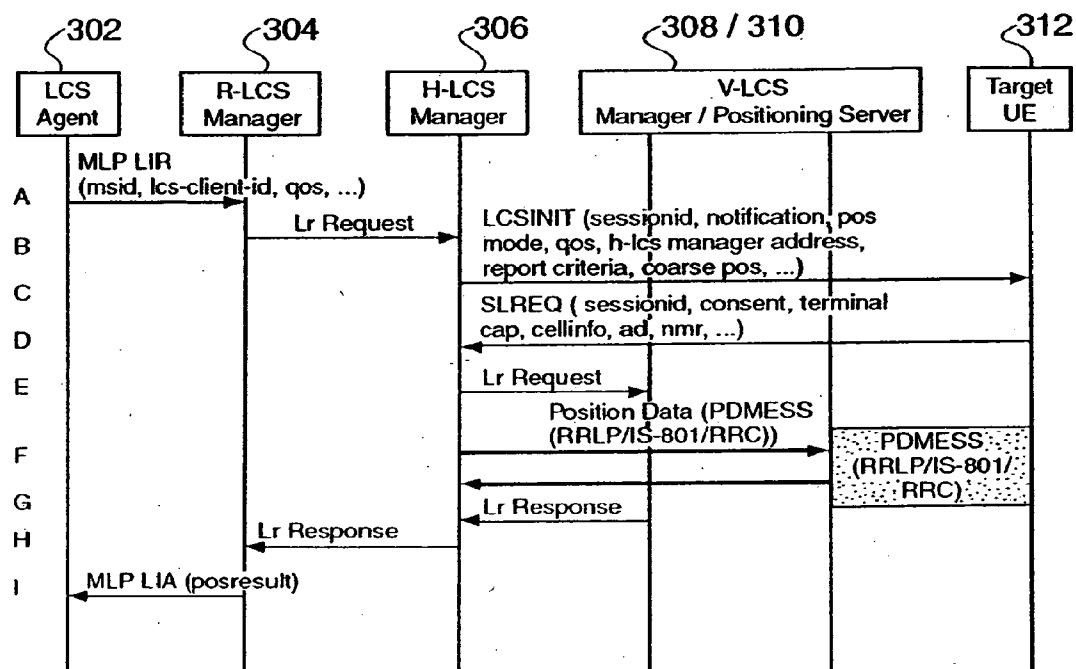 302
304
306
308 / 310
312
LCS
Agent
R-LCS
Manager
H-LCS
Manager
V-LCS
Manager / Positioning Server
Target
UE
MLP LIR
(msid, lcs-client-id, qos, ...)
A
Lr Request
B
LCSINIT (sessionid, notification, pos
mode, qos, h-lcs manager address,
report criteria, coarse pos, ...)
C
SLREQ ( sessionid, consent, terminal
cap, cellinfo, ad, nmr, ...)
D
E
Lr Request
Position Data (PDMESS
(RRLP/IS-801/RRC))
F
PDMESS
(RRLP/IS-801/
RRC)
G
Lr Response
H
Lr Response
I
MLP LIA (posresult)